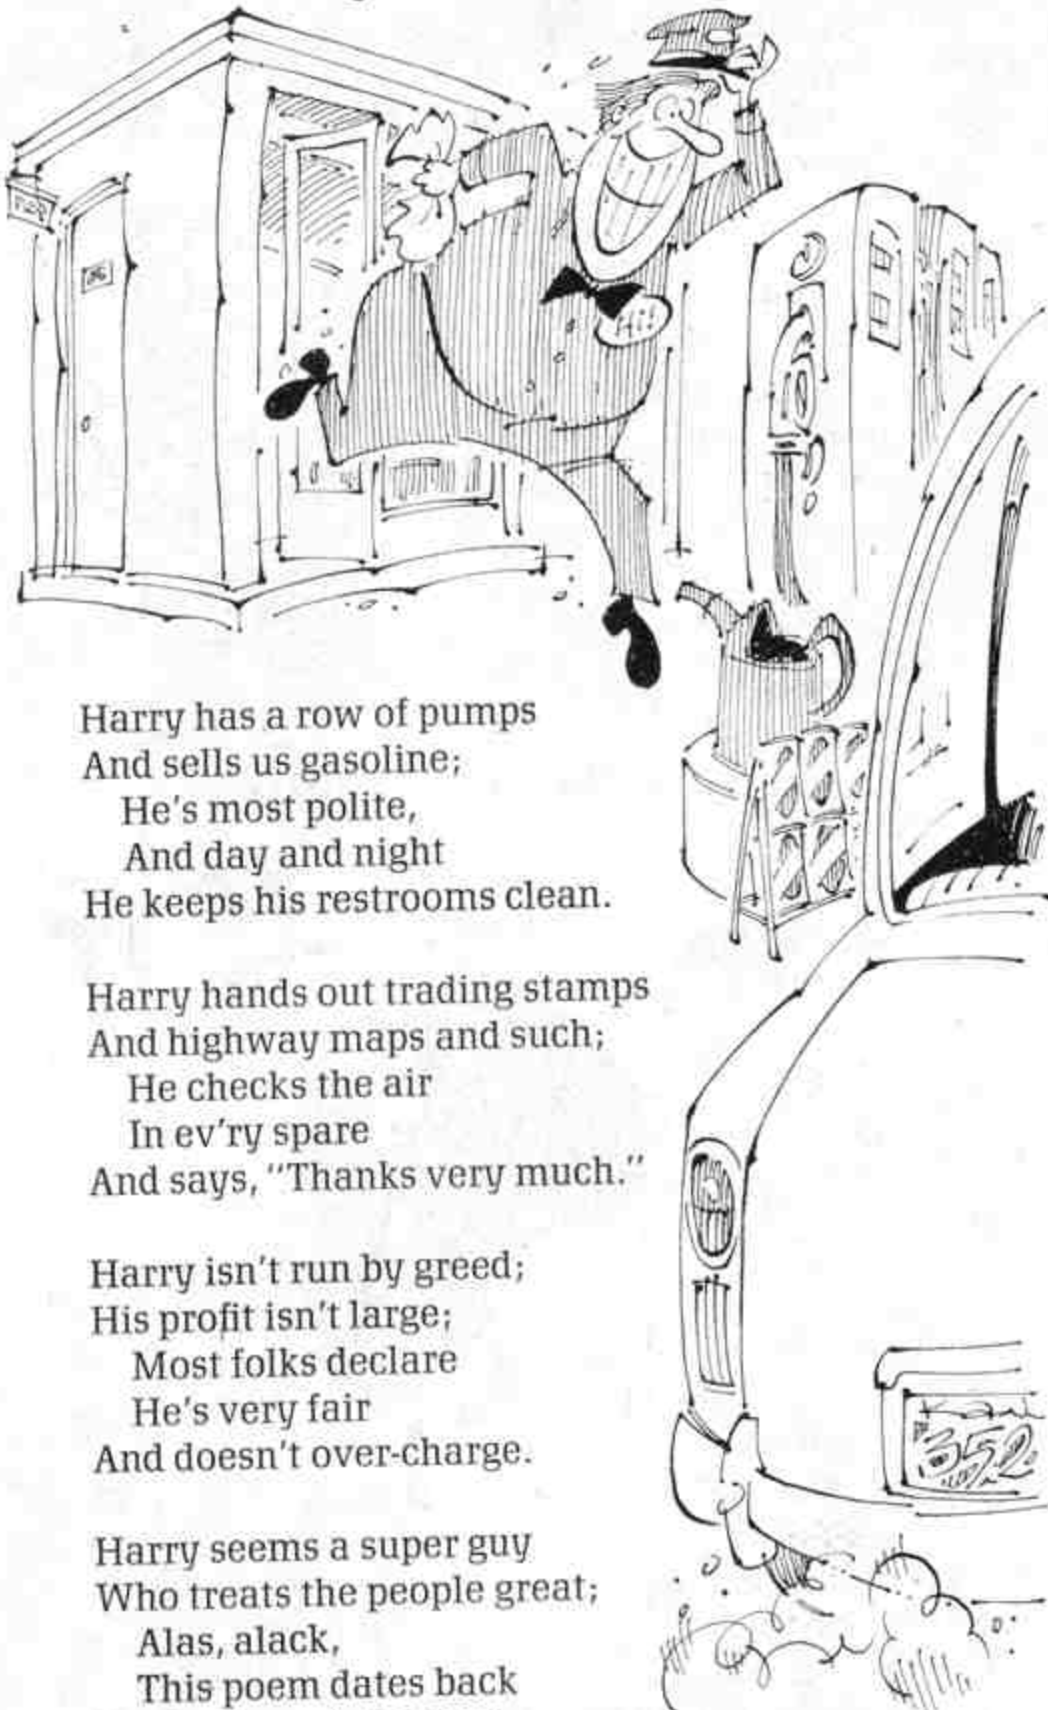 Hi!
Harry has a row of pumps
And sells us gasoline;
He's most polite,
And day and night
He keeps his restrooms clean.
Harry hands out trading stamps
And highway maps and such;
He checks the air
In ev'ry spare
And says, "Thanks very much."
Harry isn't run by greed;
His profit isn't large;
Most folks declare
He's very fair
And doesn't over-charge.
Harry seems a super guy
Who treats the people great;
Alas, alack,
This poem dates back
352